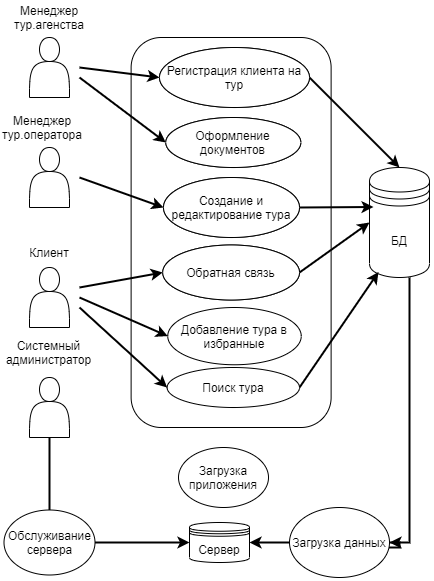 Менеджер
тур.агенства
Регистрация клиента на
тур
Менеджер
тур.оператора
Оформление
документов
Создание и
редактирование тура
БД
Клиент
Обратная связь
Системный
администратор
Добавление тура в
избранные
Поиск тура
Загрузка
приложения
Обслуживание
сервера
Сервер
Загрузка данных